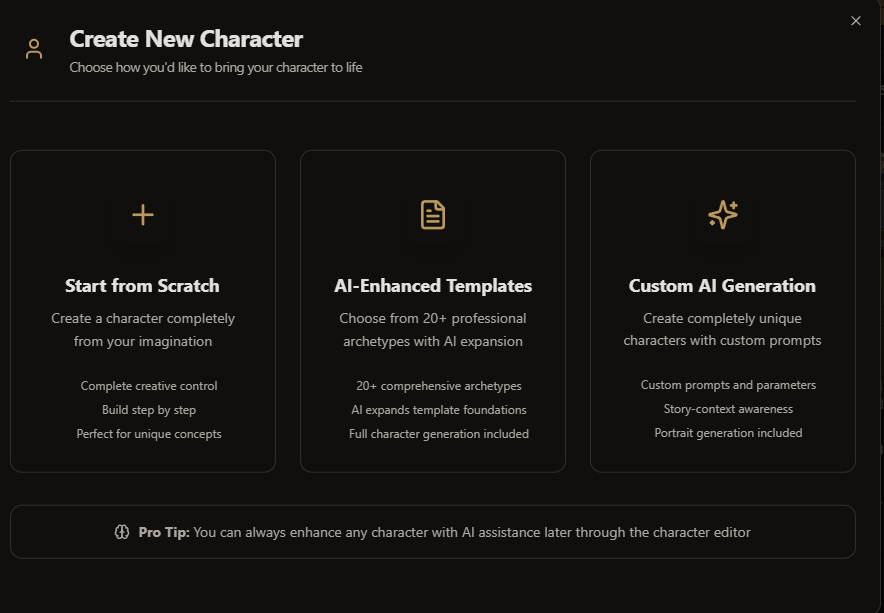 Create New Character
Choose how you'd like to bring your character to life
Start from Scratch
Create a character completely
from your imagination
Complete creative control
Build step by step
Perfect for unique concepts
AI-Enhanced Templates
Choose from 20+ professional
archetypes with AI expansion
20+ comprehensive archetypes
AI expands template foundations
Full character generation included
Custom AI Generation
Create completely unique
characters with custom prompts
Custom prompts and parameters
Story-context awareness
Portrait generation included
Pro Tip: You can always enhance any character with AI assistance later through the character editor